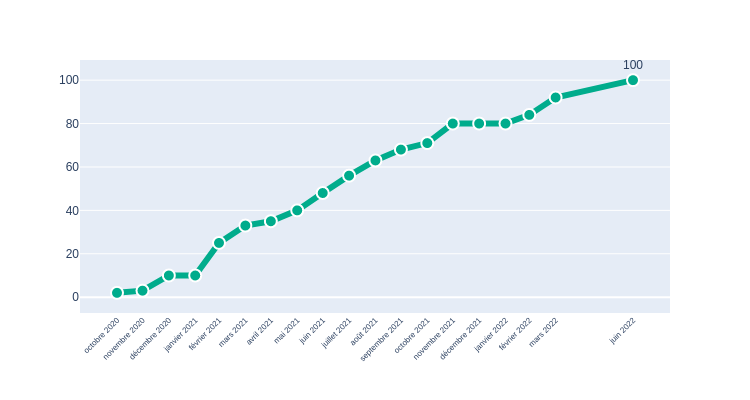 100
100
80
60
40
20
0
octobre 2020
novembre 2020
décembre 2020
janvier 2021
février 2021
mars 2021
avril 2021
mai 2021
juin 2021
juillet 2021
août 2021
septembre 2021
octobre 2021
novembre 2021
décembre 2021
janvier 2022
février 2022
mars 2022
juin 2022